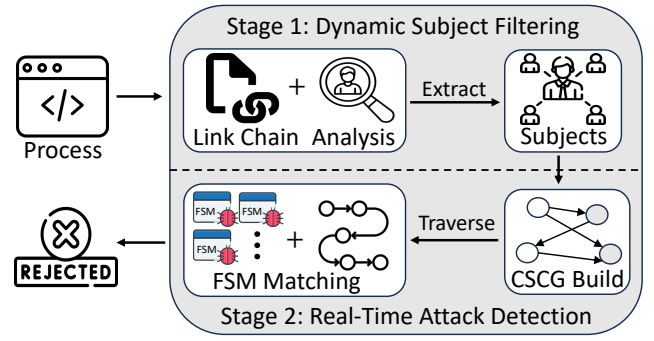 Stage 1: Dynamic Subject Filtering
</>
Process
+
Link Chain
Analysis
Extract
Subjects
FSM
FSM
FSM
+
FSM Matching
Traverse
CSCG Build
REJECTED
Stage 2: Real-Time Attack Detection